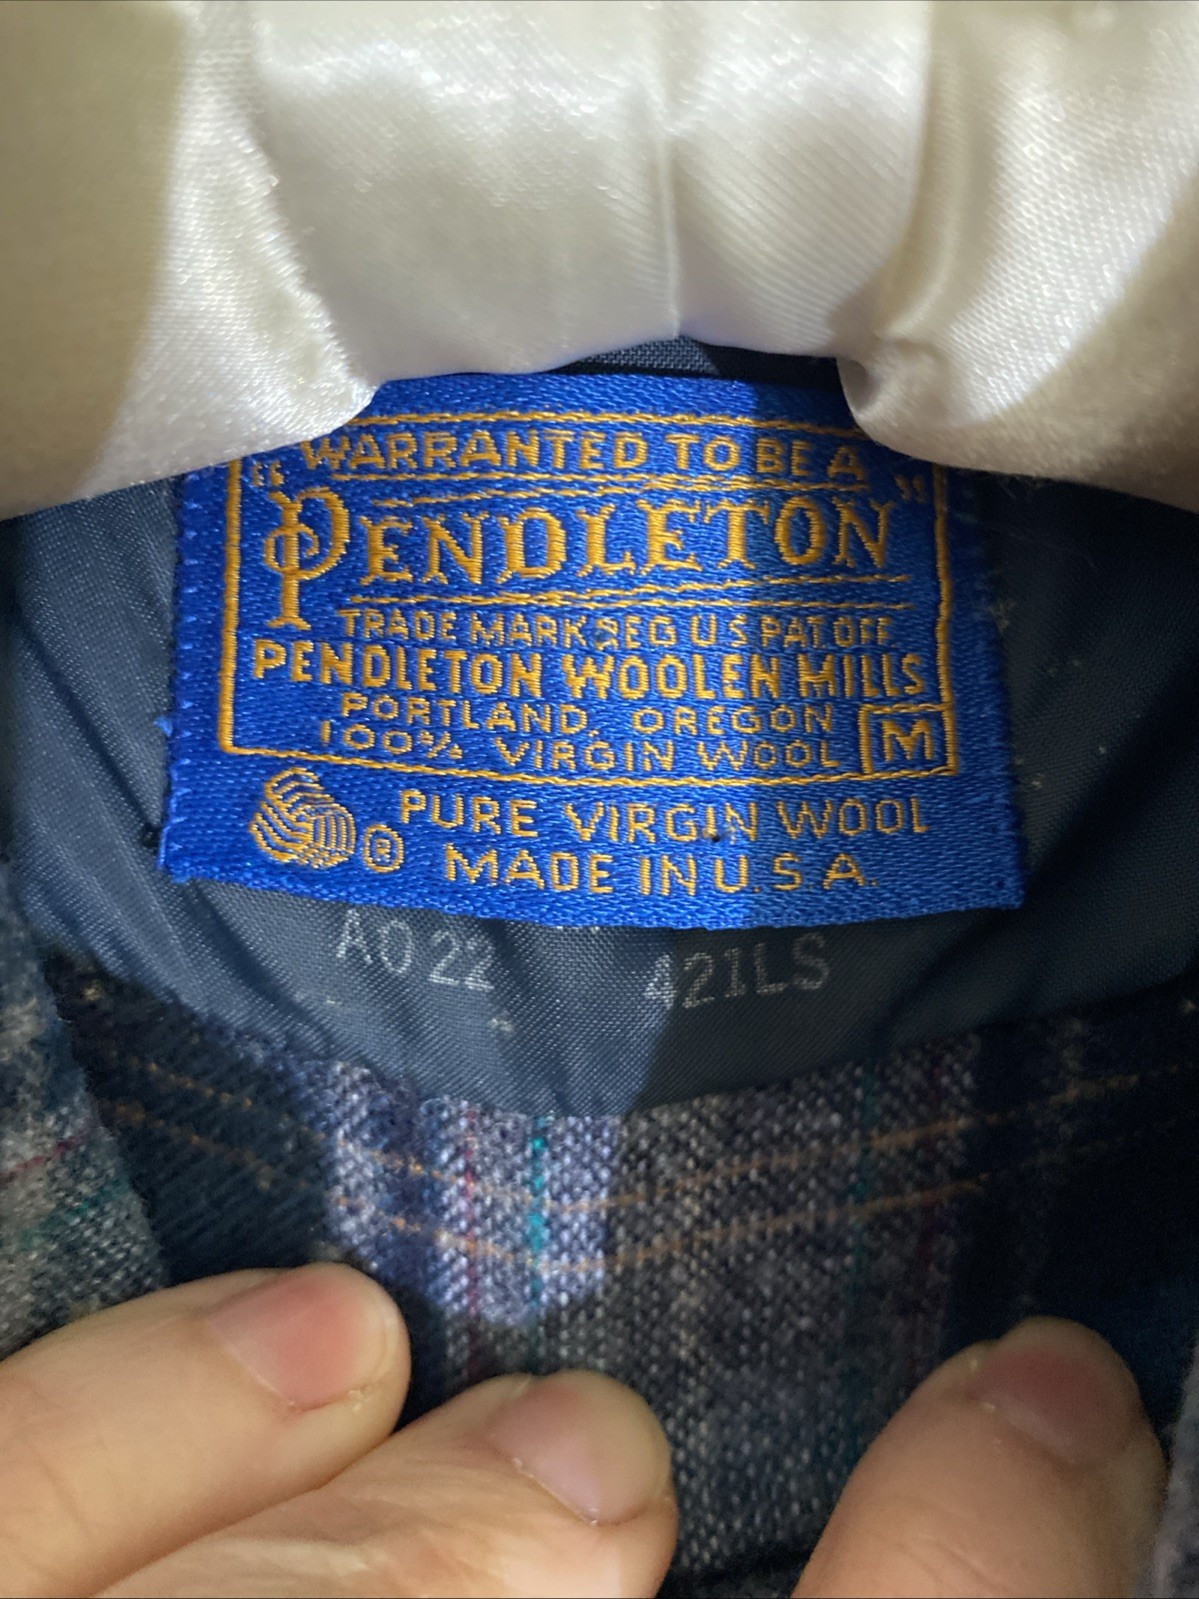 WARRANTED TO BE A
"PENDLETON"
TRADE MARK REG U S PAT. OFF.
PENDLETON WOOLEN MILLS
PORTLAND, OREGON
100% VIRGIN WOOL M
® PURE VIRGIN WOOL
MADE IN U.S.A.
AO 22 421LS